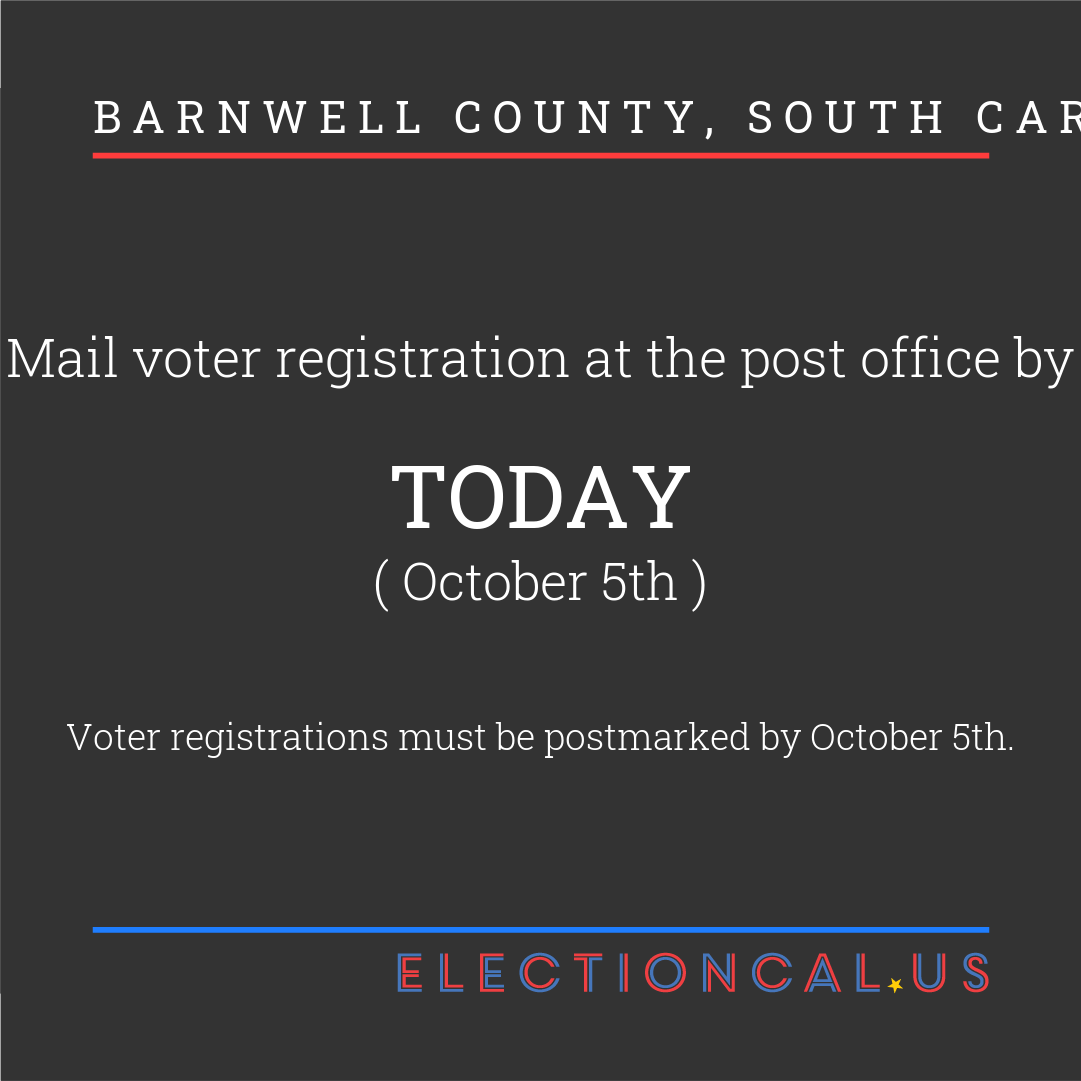 BARNWELL COUNTY, SOUTH CAR
Mail voter registration at the post office by
TODAY
( October 5th )
Voter registrations must be postmarked by October 5th.
ELECTIONCAL.US